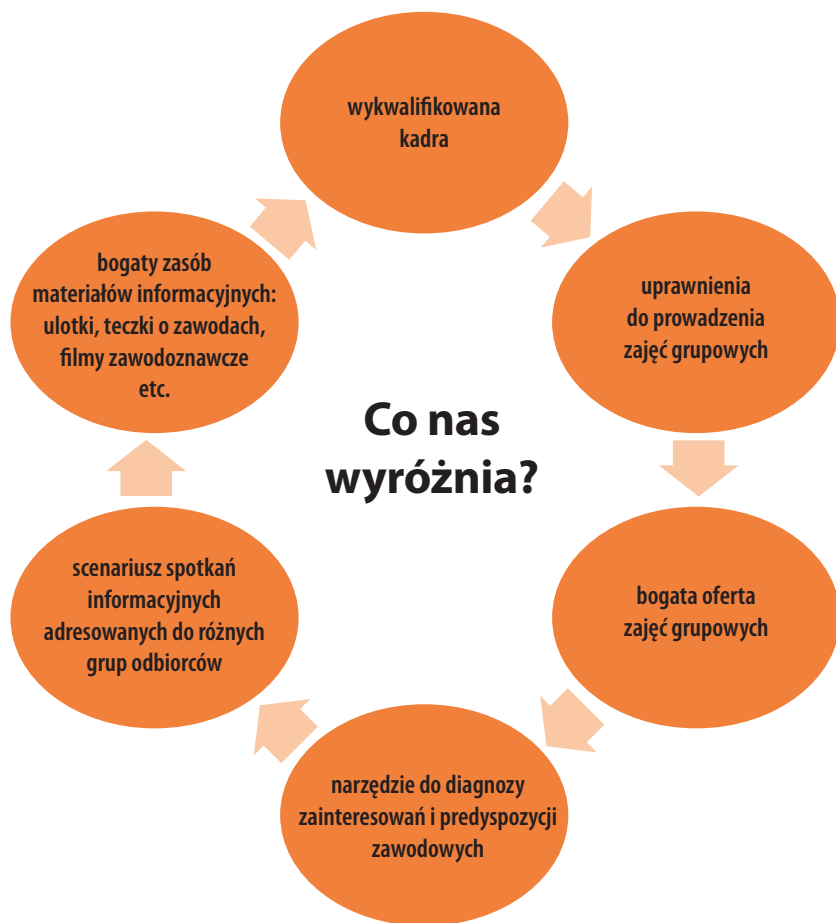 wykwalifikowana
kadra
uprawnienia
do prowadzenia
zajęć grupowych
bogata oferta
zajęć grupowych
narzędzie do diagnozy
zainteresowań i predyspozycji
zawodowych
scenariusz spotkań
informacyjnych
adresowanych do różnych
grup odbiorców
bogaty zasób
materiałów informacyjnych:
ulotki, teczki o zawodach,
filmy zawodoznawcze
etc.
Co nas
wyróżnia?